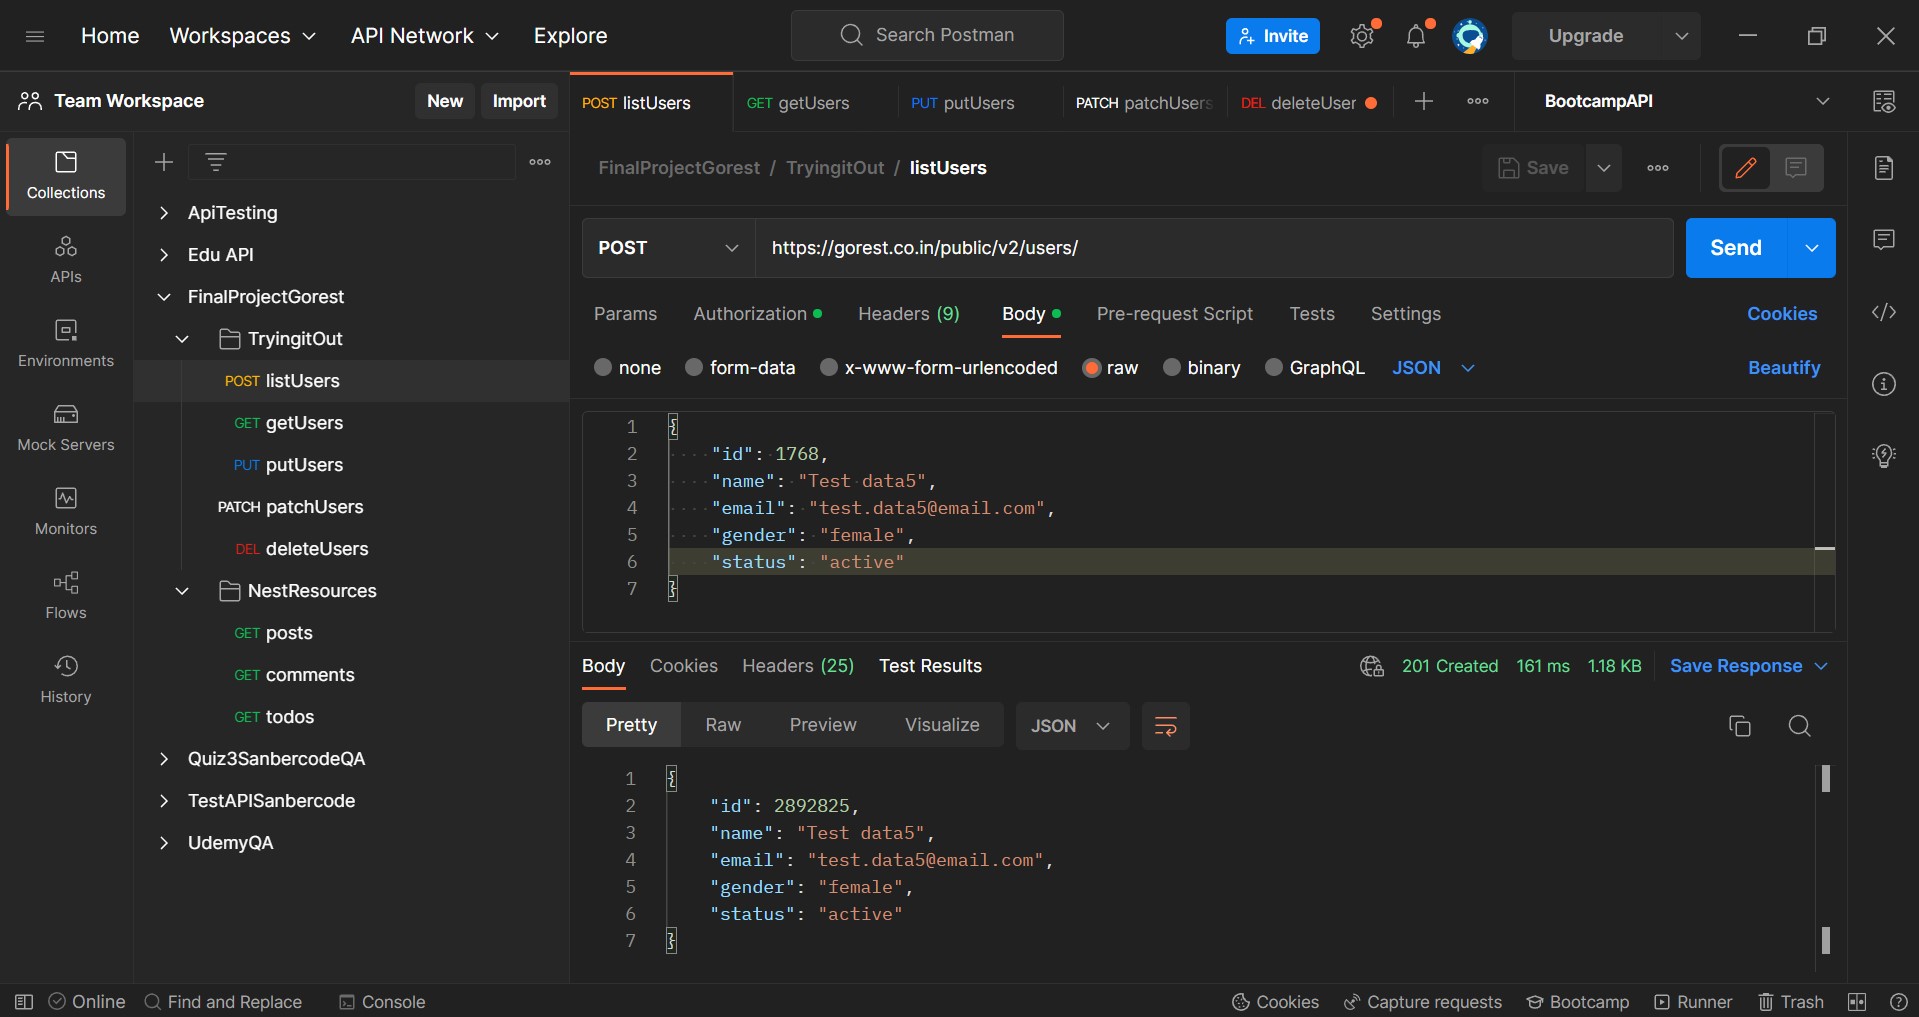 Home Workspaces API Network Explore Search Postman Invite Upgrade
Team Workspace New Import
POST listUsers GET getUsers PUT putUsers PATCH patchUsers DEL deleteUser BootcampAPI
Collections
APIs
Environments
Mock Servers
Monitors
Flows
History
ApiTesting
Edu API
FinalProjectGorest
TryingitOut
POST listUsers
GET getUsers
PUT putUsers
PATCH patchUsers
DEL deleteUsers
NestResources
GET posts
GET comments
GET todos
Quiz3SanbercodeQA
TestAPISanbercode
UdemyQA
FinalProjectGorest / TryingitOut / listUsers Save
POST https://gorest.co.in/public/v2/users/ Send
Params Authorization Headers (9) Body Pre-request Script Tests Settings Cookies
none form-data x-www-form-urlencoded raw binary GraphQL JSON Beautify
1 {
2 "id": 1768,
3 "name": "Test data5",
4 "email": "test.data5@email.com",
5 "gender": "female",
6 "status": "active"
7 }
Body Cookies Headers (25) Test Results 201 Created 161 ms 1.18 KB Save Response
Pretty Raw Preview Visualize JSON
1 {
2 "id": 2892825,
3 "name": "Test data5",
4 "email": "test.data5@email.com",
5 "gender": "female",
6 "status": "active"
7 }
Online Find and Replace Console Cookies Capture requests Bootcamp Runner Trash